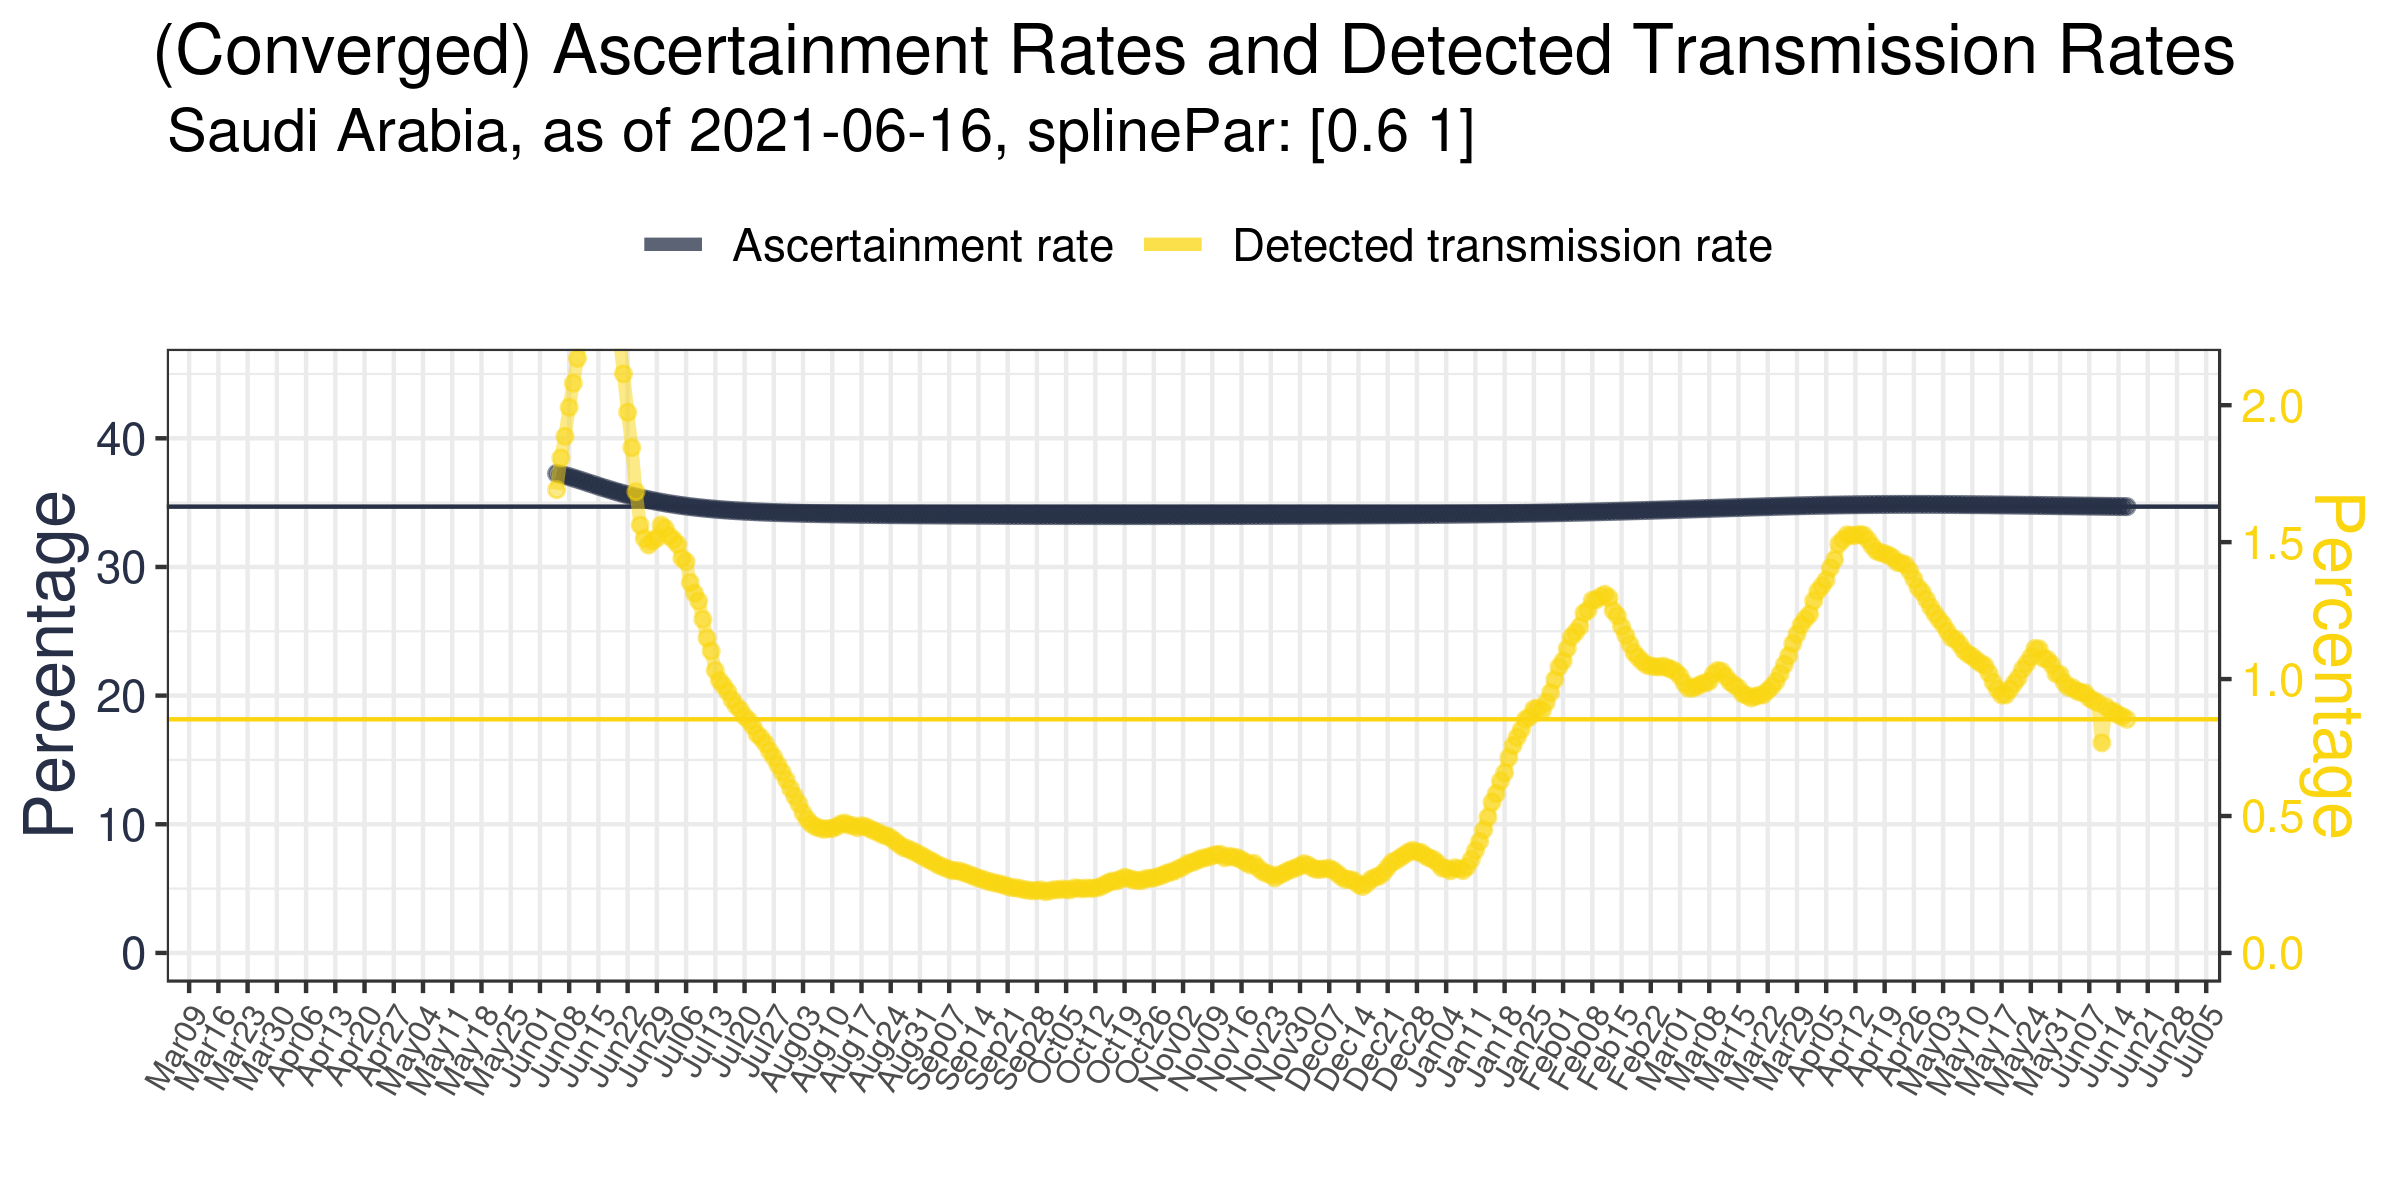 (Converged) Ascertainment Rates and Detected Transmission Rates
Saudi Arabia, as of 2021-06-16, splinePar: [0.6 1]
Ascertainment rate
Detected transmission rate
Percentage
40
30
20
10
0
2.0
1.5
1.0
0.5
0.0
Percentage
Mar09
Mar16
Mar23
Mar30
Apr06
Apr13
Apr20
Apr27
May04
May11
May18
May25
Jun01
Jun08
Jun15
Jun22
Jun29
Jul06
Jul13
Jul20
Jul27
Aug03
Aug10
Aug17
Aug24
Aug31
Sep07
Sep14
Sep21
Sep28
Oct05
Oct12
Oct19
Oct26
Nov02
Nov09
Nov16
Nov23
Nov30
Dec07
Dec14
Dec21
Dec28
Jan04
Jan11
Jan18
Jan25
Feb01
Feb08
Feb15
Feb22
Mar01
Mar08
Mar15
Mar22
Mar29
Apr05
Apr12
Apr19
Apr26
May03
May10
May17
May24
May31
Jun07
Jun14
Jun21
Jun28
Jul05